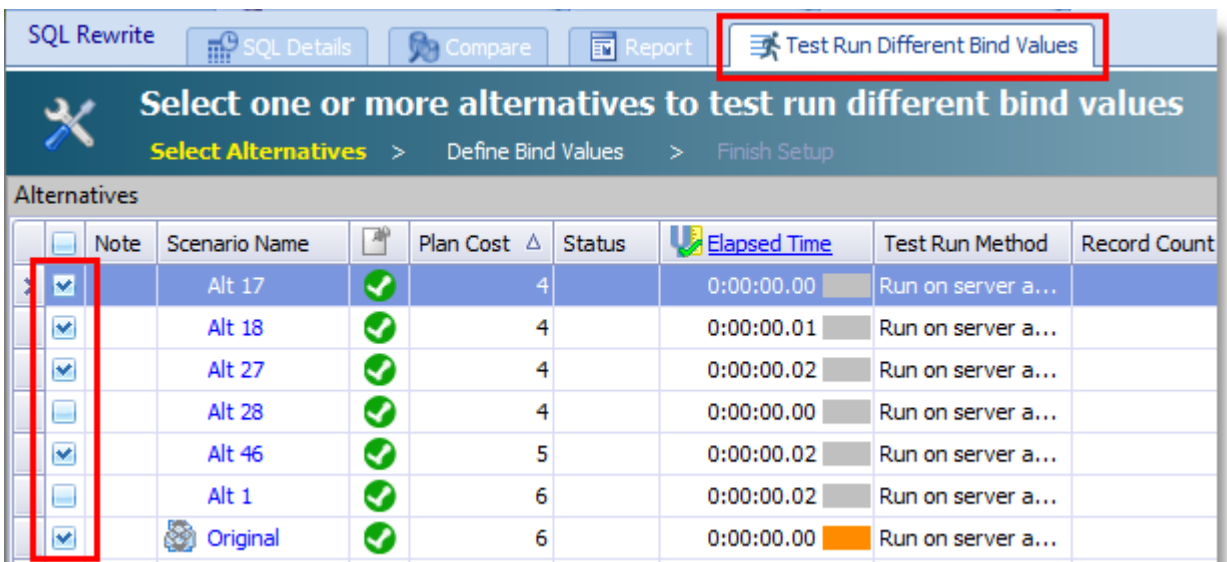 SQL Rewrite SQL Details Compare Report Test Run Different Bind Values
Select one or more alternatives to test run different bind values
Select Alternatives > Define Bind Values > Finish Setup
Alternatives
Note Scenario Name Plan Cost Status Elapsed Time Test Run Method Record Count
Alt 17 4 0:00:00.00 Run on server a...
Alt 18 4 0:00:00.01 Run on server a...
Alt 27 4 0:00:00.02 Run on server a...
Alt 28 4 0:00:00.00 Run on server a...
Alt 46 5 0:00:00.02 Run on server a...
Alt 1 6 0:00:00.02 Run on server a...
Original 6 0:00:00.00 Run on server a...